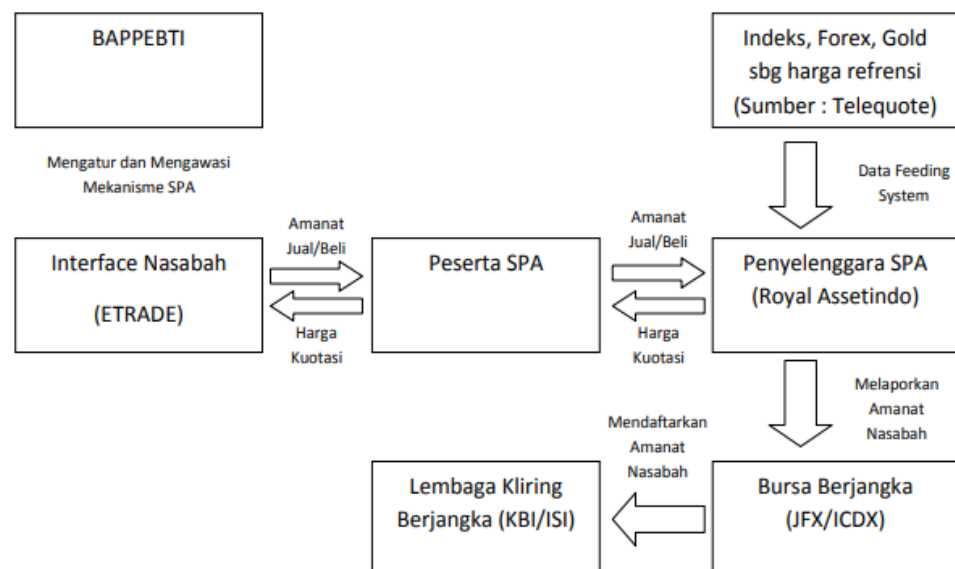 BAPPEBTI
Indeks, Forex, Gold
sbg harga refrensi
(Sumber : Telequote)
Mengatur dan Mengawasi
Mekanisme SPA
Data Feeding
System
Interface Nasabah
(ETRADE)
Amanat
Jual/Beli
Harga
Kuotasi
Peserta SPA
Amanat
Jual/Beli
Harga
Kuotasi
Penyelenggara SPA
(Royal Assetindo)
Melaporkan
Amanat
Nasabah
Mendaftarkan
Amanat
Nasabah
Lembaga Kliring
Berjangka (KBI/ISI)
Bursa Berjangka
(JFX/ICDX)